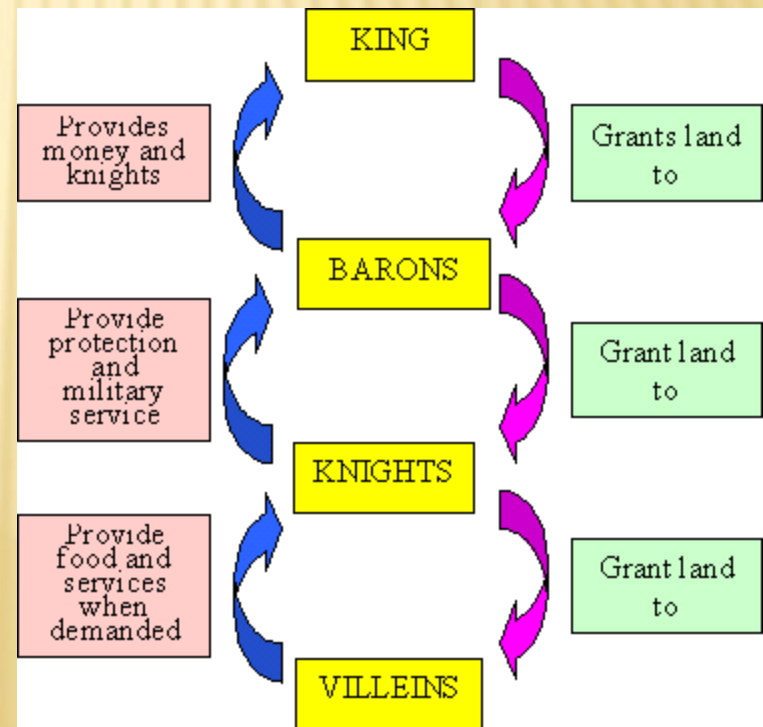 KING
Provides
money and
knights
Grants land
to
BARONS
Provide
protection
and
military
service
Grant land
to
KNIGHTS
Provide
food and
services
when
demanded
Grant land
to
VILLEINS